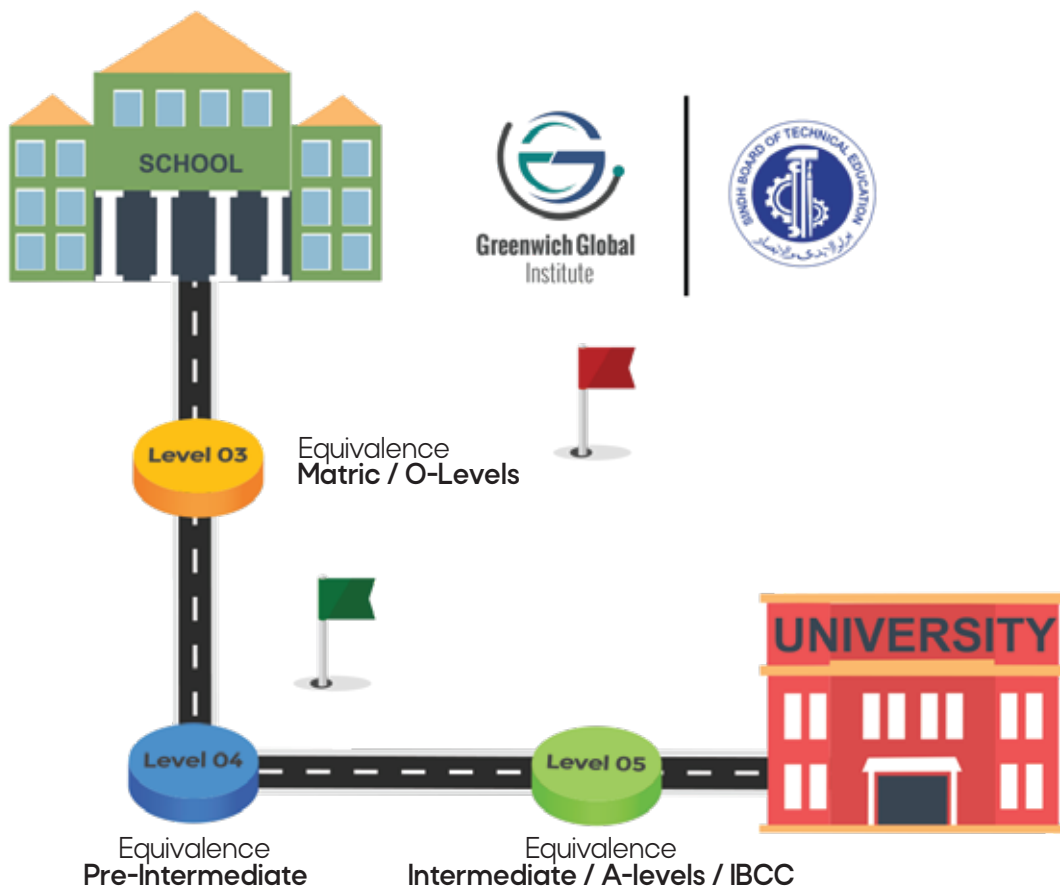 SCHOOL
Greenwich Global
Institute
SINDH BOARD OF TECHNICAL EDUCATION
Level 03
Equivalence
Matric / O-Levels
UNIVERSITY
Level 04
Level 05
Equivalence
Pre-Intermediate
Equivalence
Intermediate / A-levels / IBCC